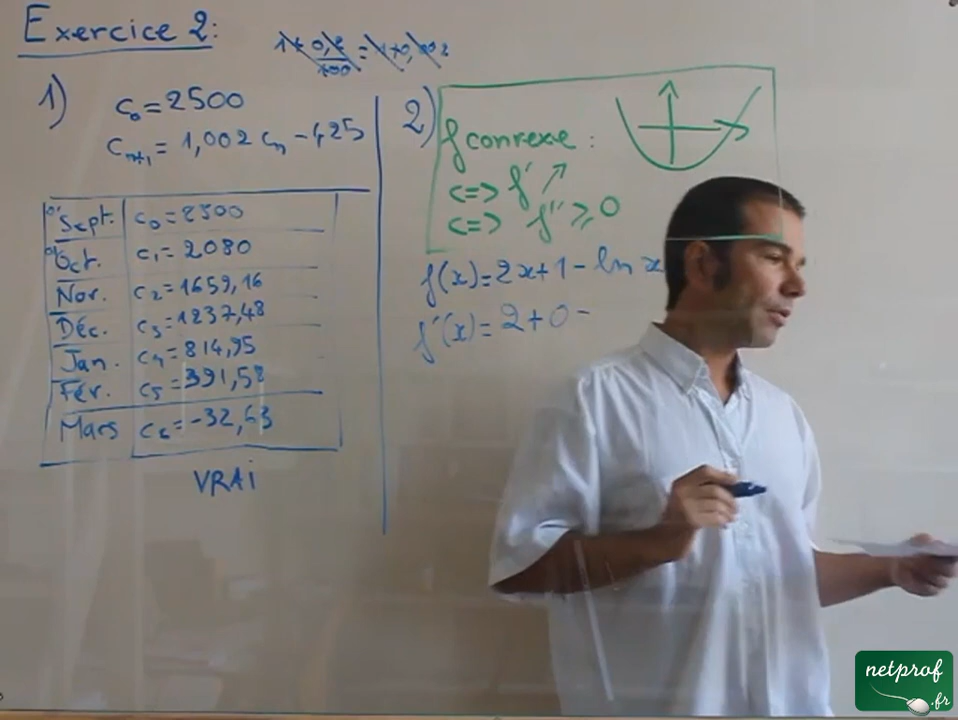 Exercice 2:
1)
c₀ = 2500
cₙ₊₁ = 1,002 cₙ - 425
Sept. c₀ = 2500
Oct. c₁ = 2080
Nov. c₂ = 1659,16
Déc. c₃ = 1237,48
Jan. c₄ = 814,95
Fév. c₅ = 391,58
Mars c₆ = -32,63
VRAi
2)
f convexe :
<=> f' ↗
<=> f'' ≥ 0
f(x) = 2x + 1 - ln x
f'(x) = 2 + 0 -
netprof
.fr